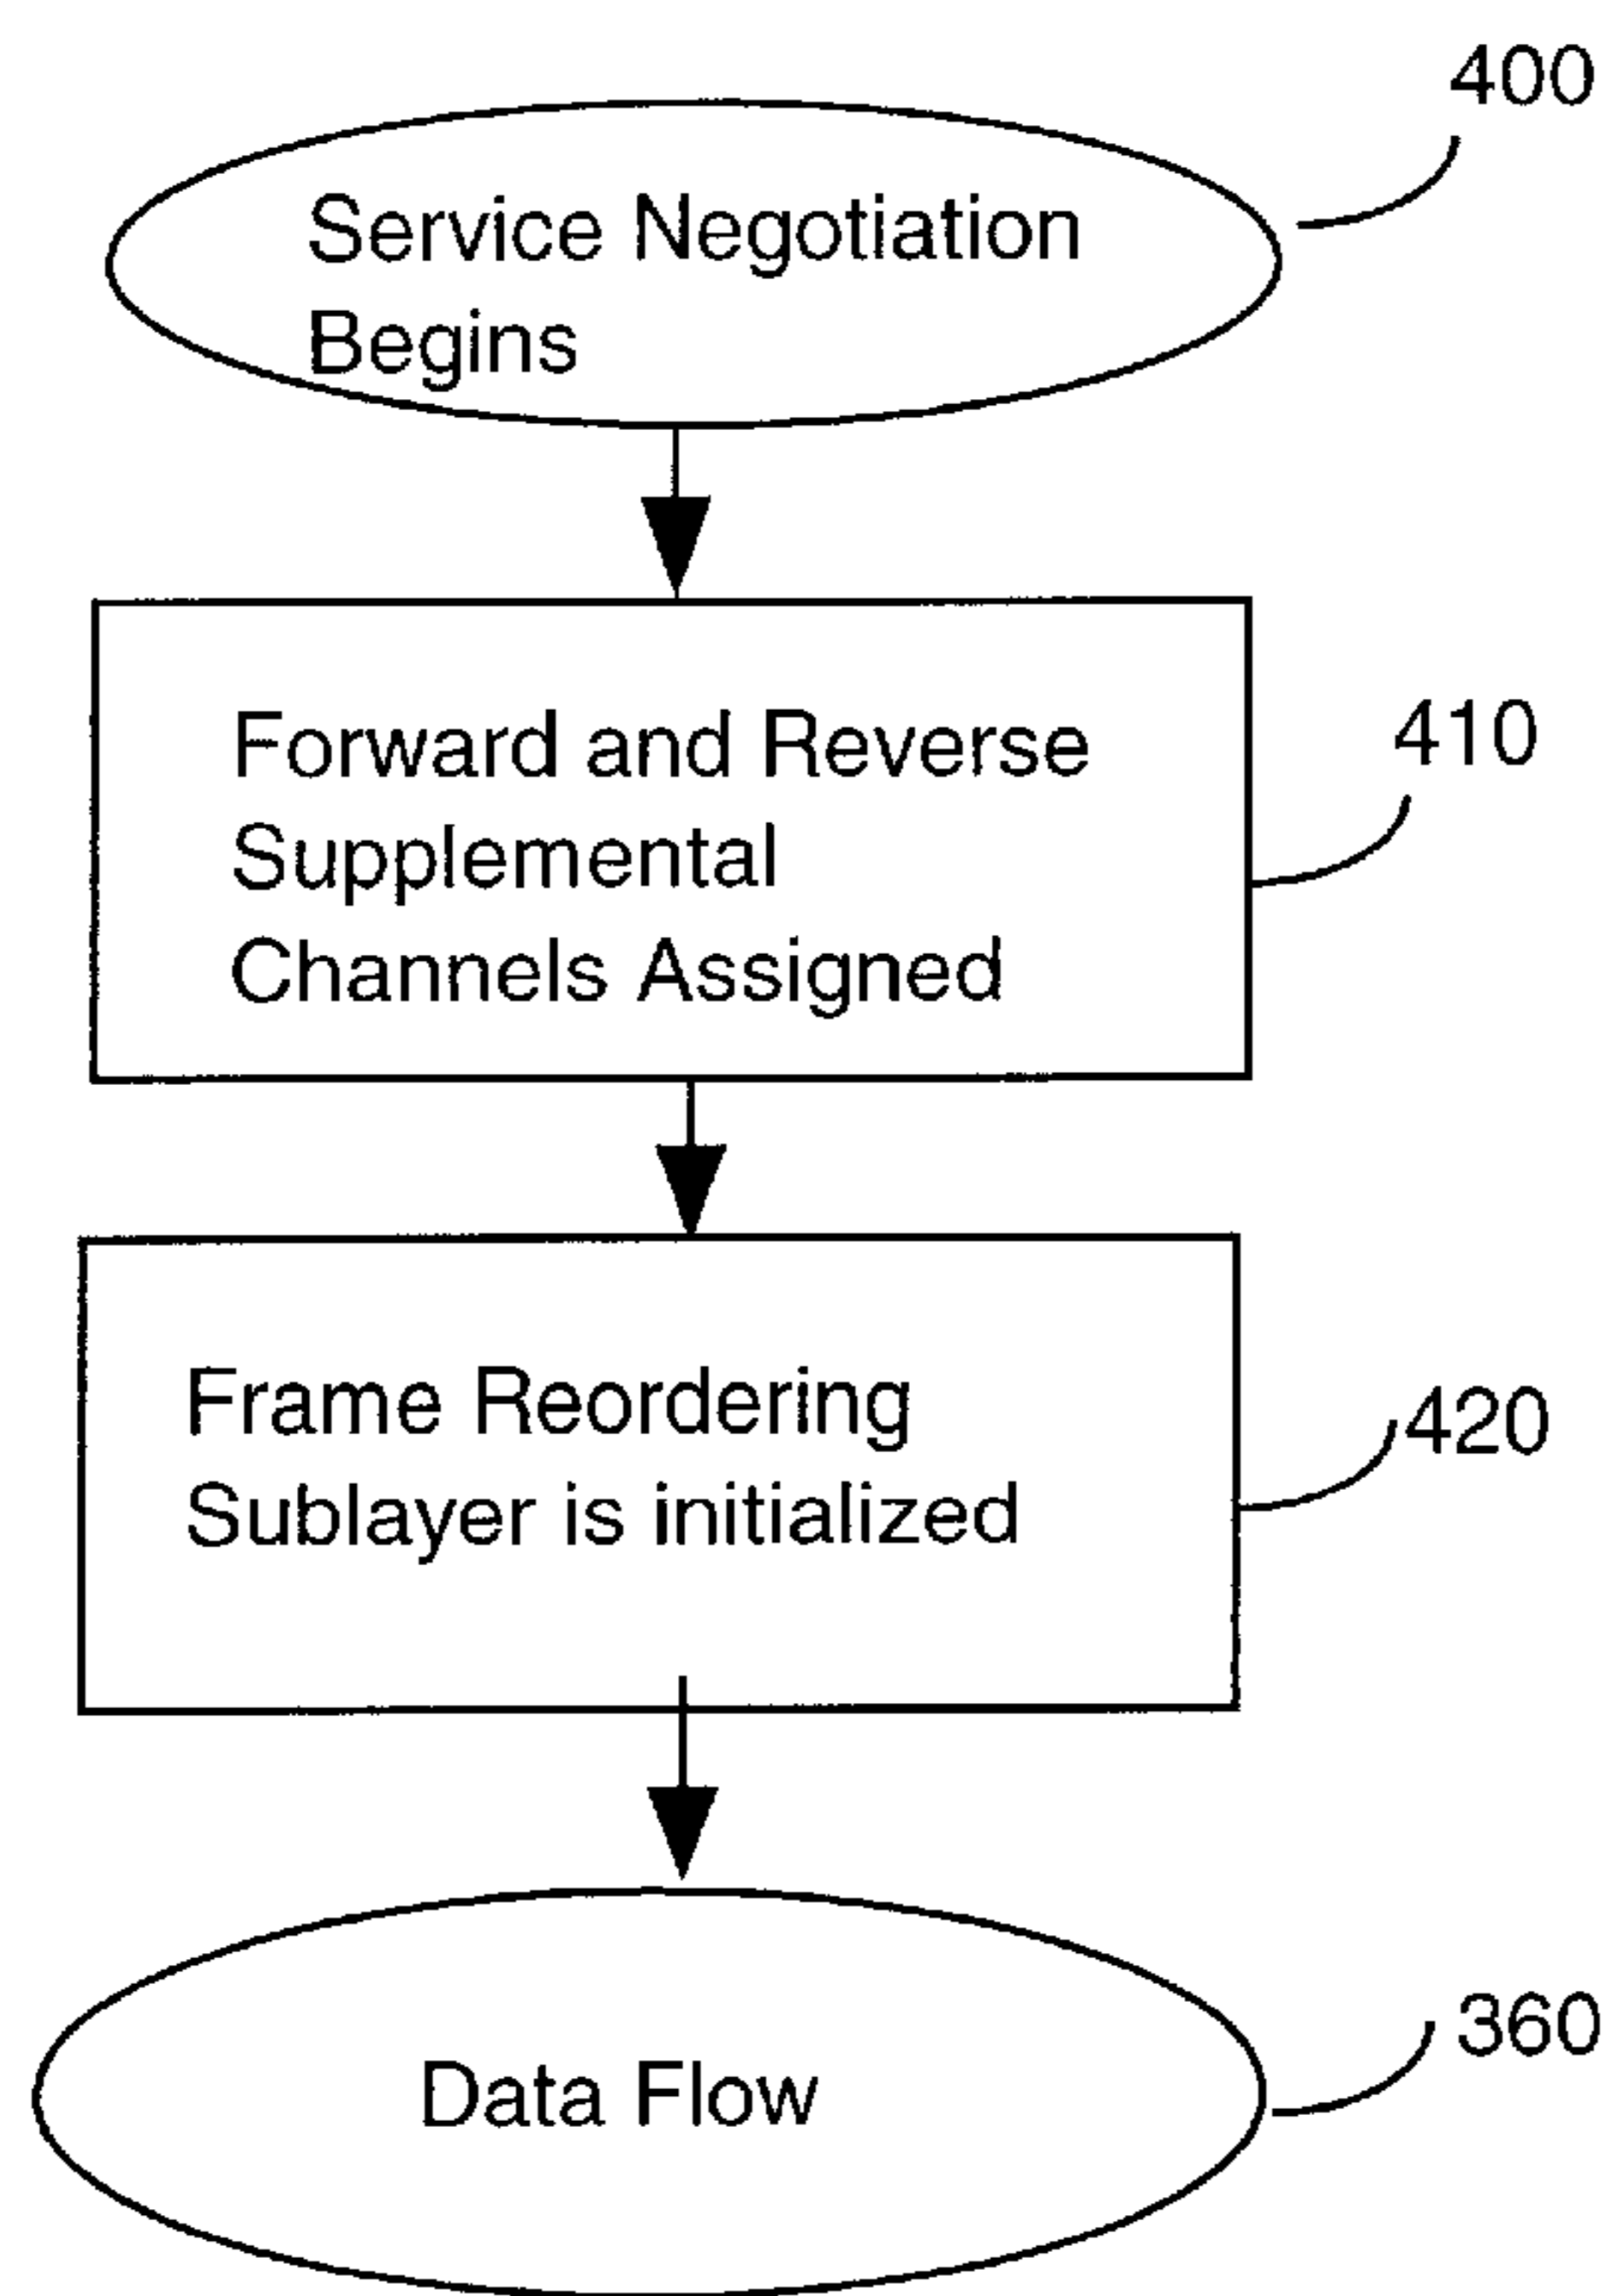 400
Service Negotiation
Begins
Forward and Reverse
Supplemental
Channels Assigned
410
Frame Reordering
Sublayer is initialized
420
Data Flow
360